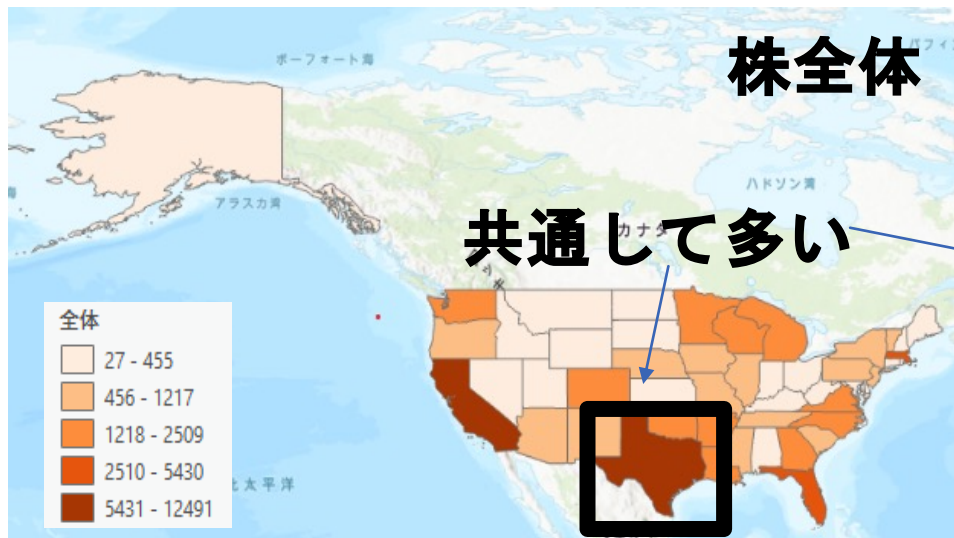 株全体
ボーフォート海
ハドソン湾
アラスカ湾
カナダ
共通して多い
全体
27 - 455
456 - 1217
1218 - 2509
2510 - 5430
5431 - 12491
太平洋